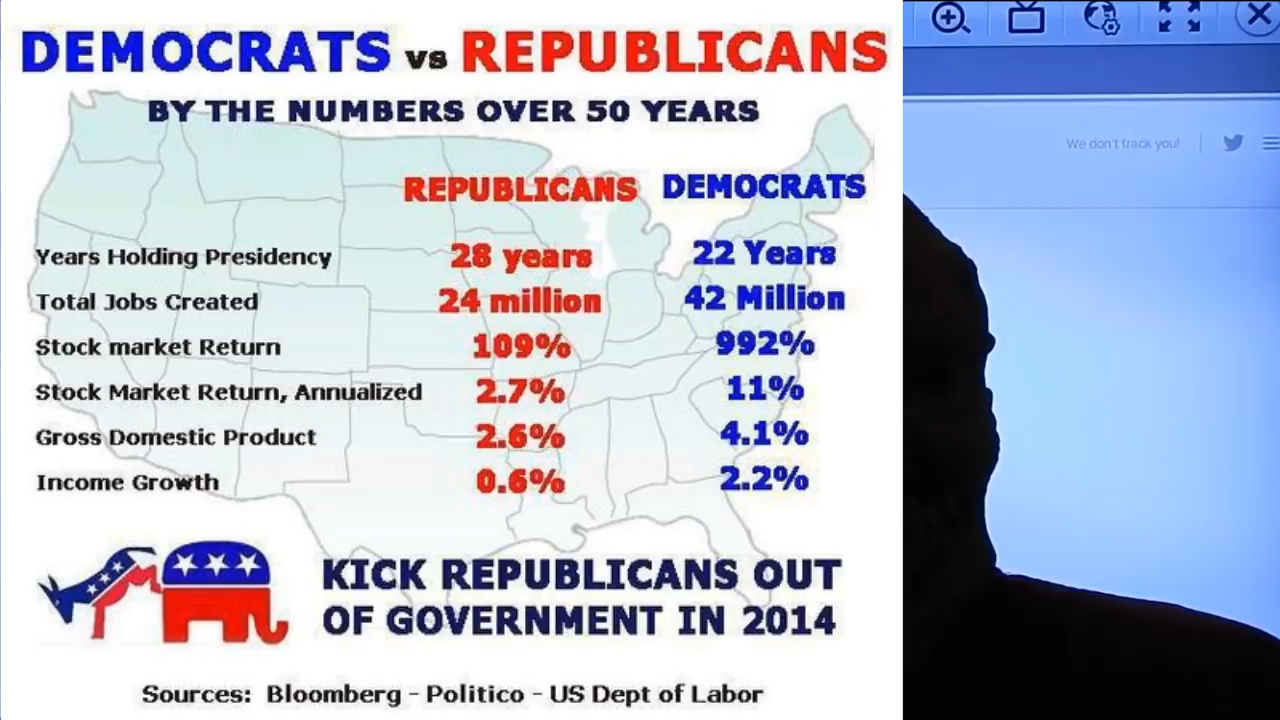 DEMOCRATS vs REPUBLICANS
BY THE NUMBERS OVER 50 YEARS
REPUBLICANS DEMOCRATS
Years Holding Presidency 28 years 22 Years
Total Jobs Created 24 million 42 Million
Stock market Return 109% 992%
Stock Market Return, Annualized 2.7% 11%
Gross Domestic Product 2.6% 4.1%
Income Growth 0.6% 2.2%
KICK REPUBLICANS OUT
OF GOVERNMENT IN 2014
Sources: Bloomberg - Politico - US Dept of Labor
We don't track you!